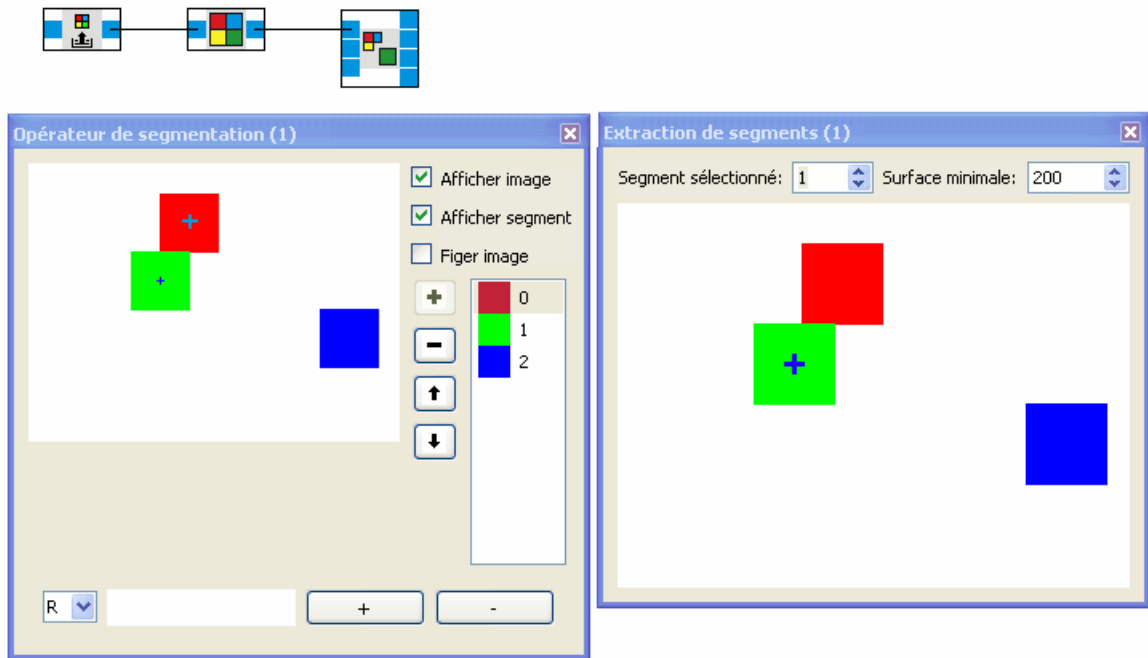 Opérateur de segmentation (1)
Afficher image
Afficher segment
Figer image
0
1
2
R
+
-
Extraction de segments (1)
Segment sélectionné: 1 Surface minimale: 200